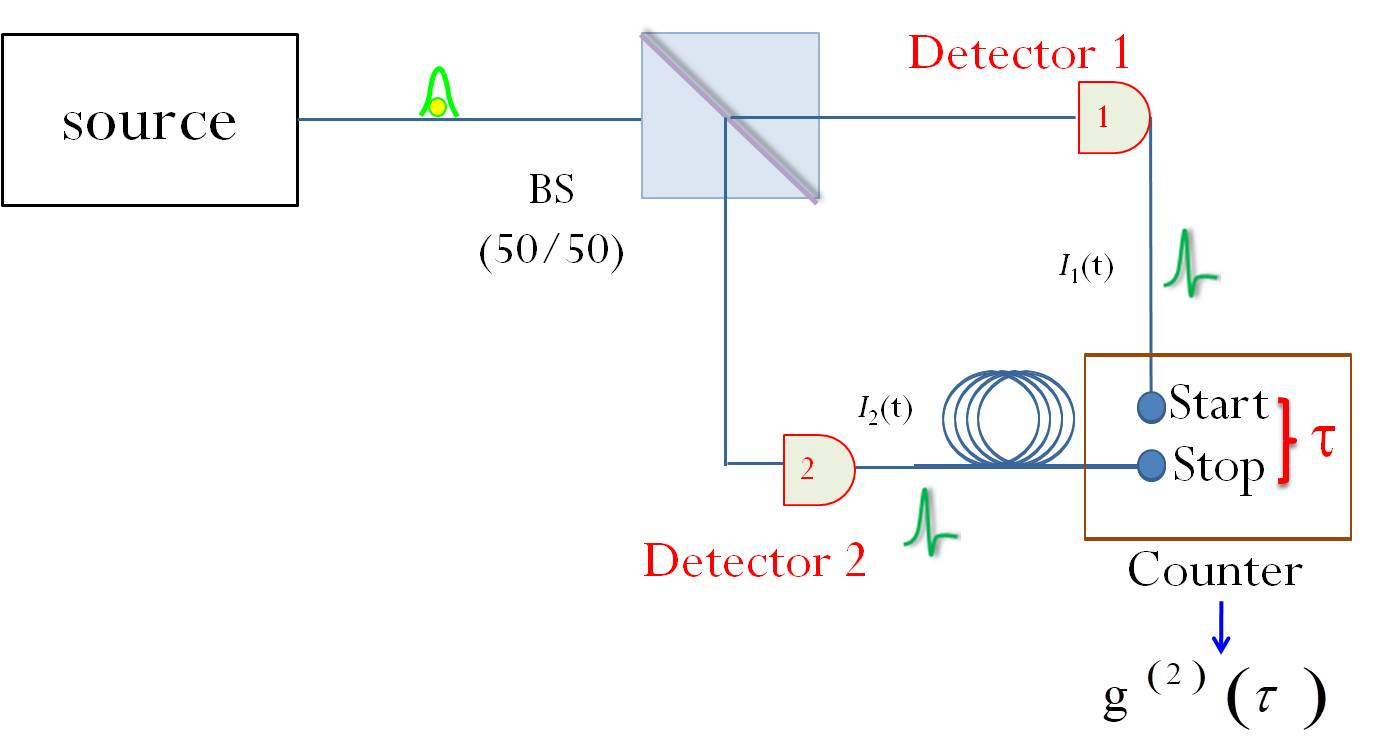 Detector 1
source
1
BS
(50/50)
I₁(t)
I₂(t)
Start
τ
Stop
2
Detector 2
Counter
g⁽²⁾(τ)